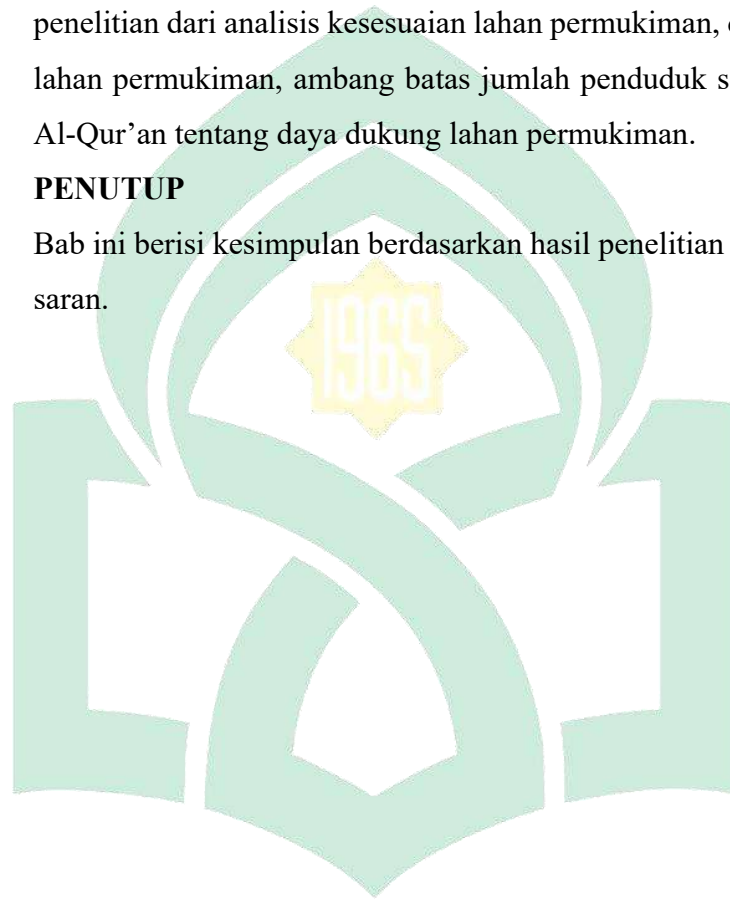 penelitian dari analisis kesesuaian lahan permukiman,
lahan permukiman, ambang batas jumlah penduduk s
Al-Qur’an tentang daya dukung lahan permukiman.
PENUTUP
Bab ini berisi kesimpulan berdasarkan hasil penelitian
saran.
1965